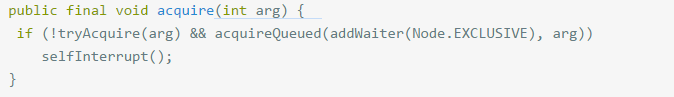 public final void acquire(int arg) {
if (!tryAcquire(arg) && acquireQueued(addWaiter(Node.EXCLUSIVE), arg))
selfInterrupt();
}